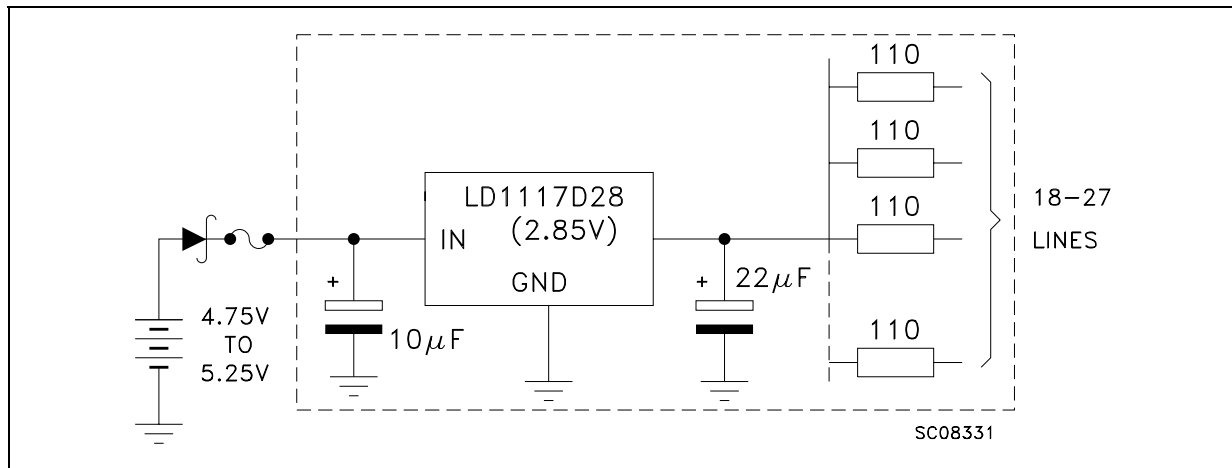 110
110
110
110
18-27
LINES
LD1117D28
(2.85V)
IN
GND
+
10µF
+
22µF
4.75V
TO
5.25V
SC08331